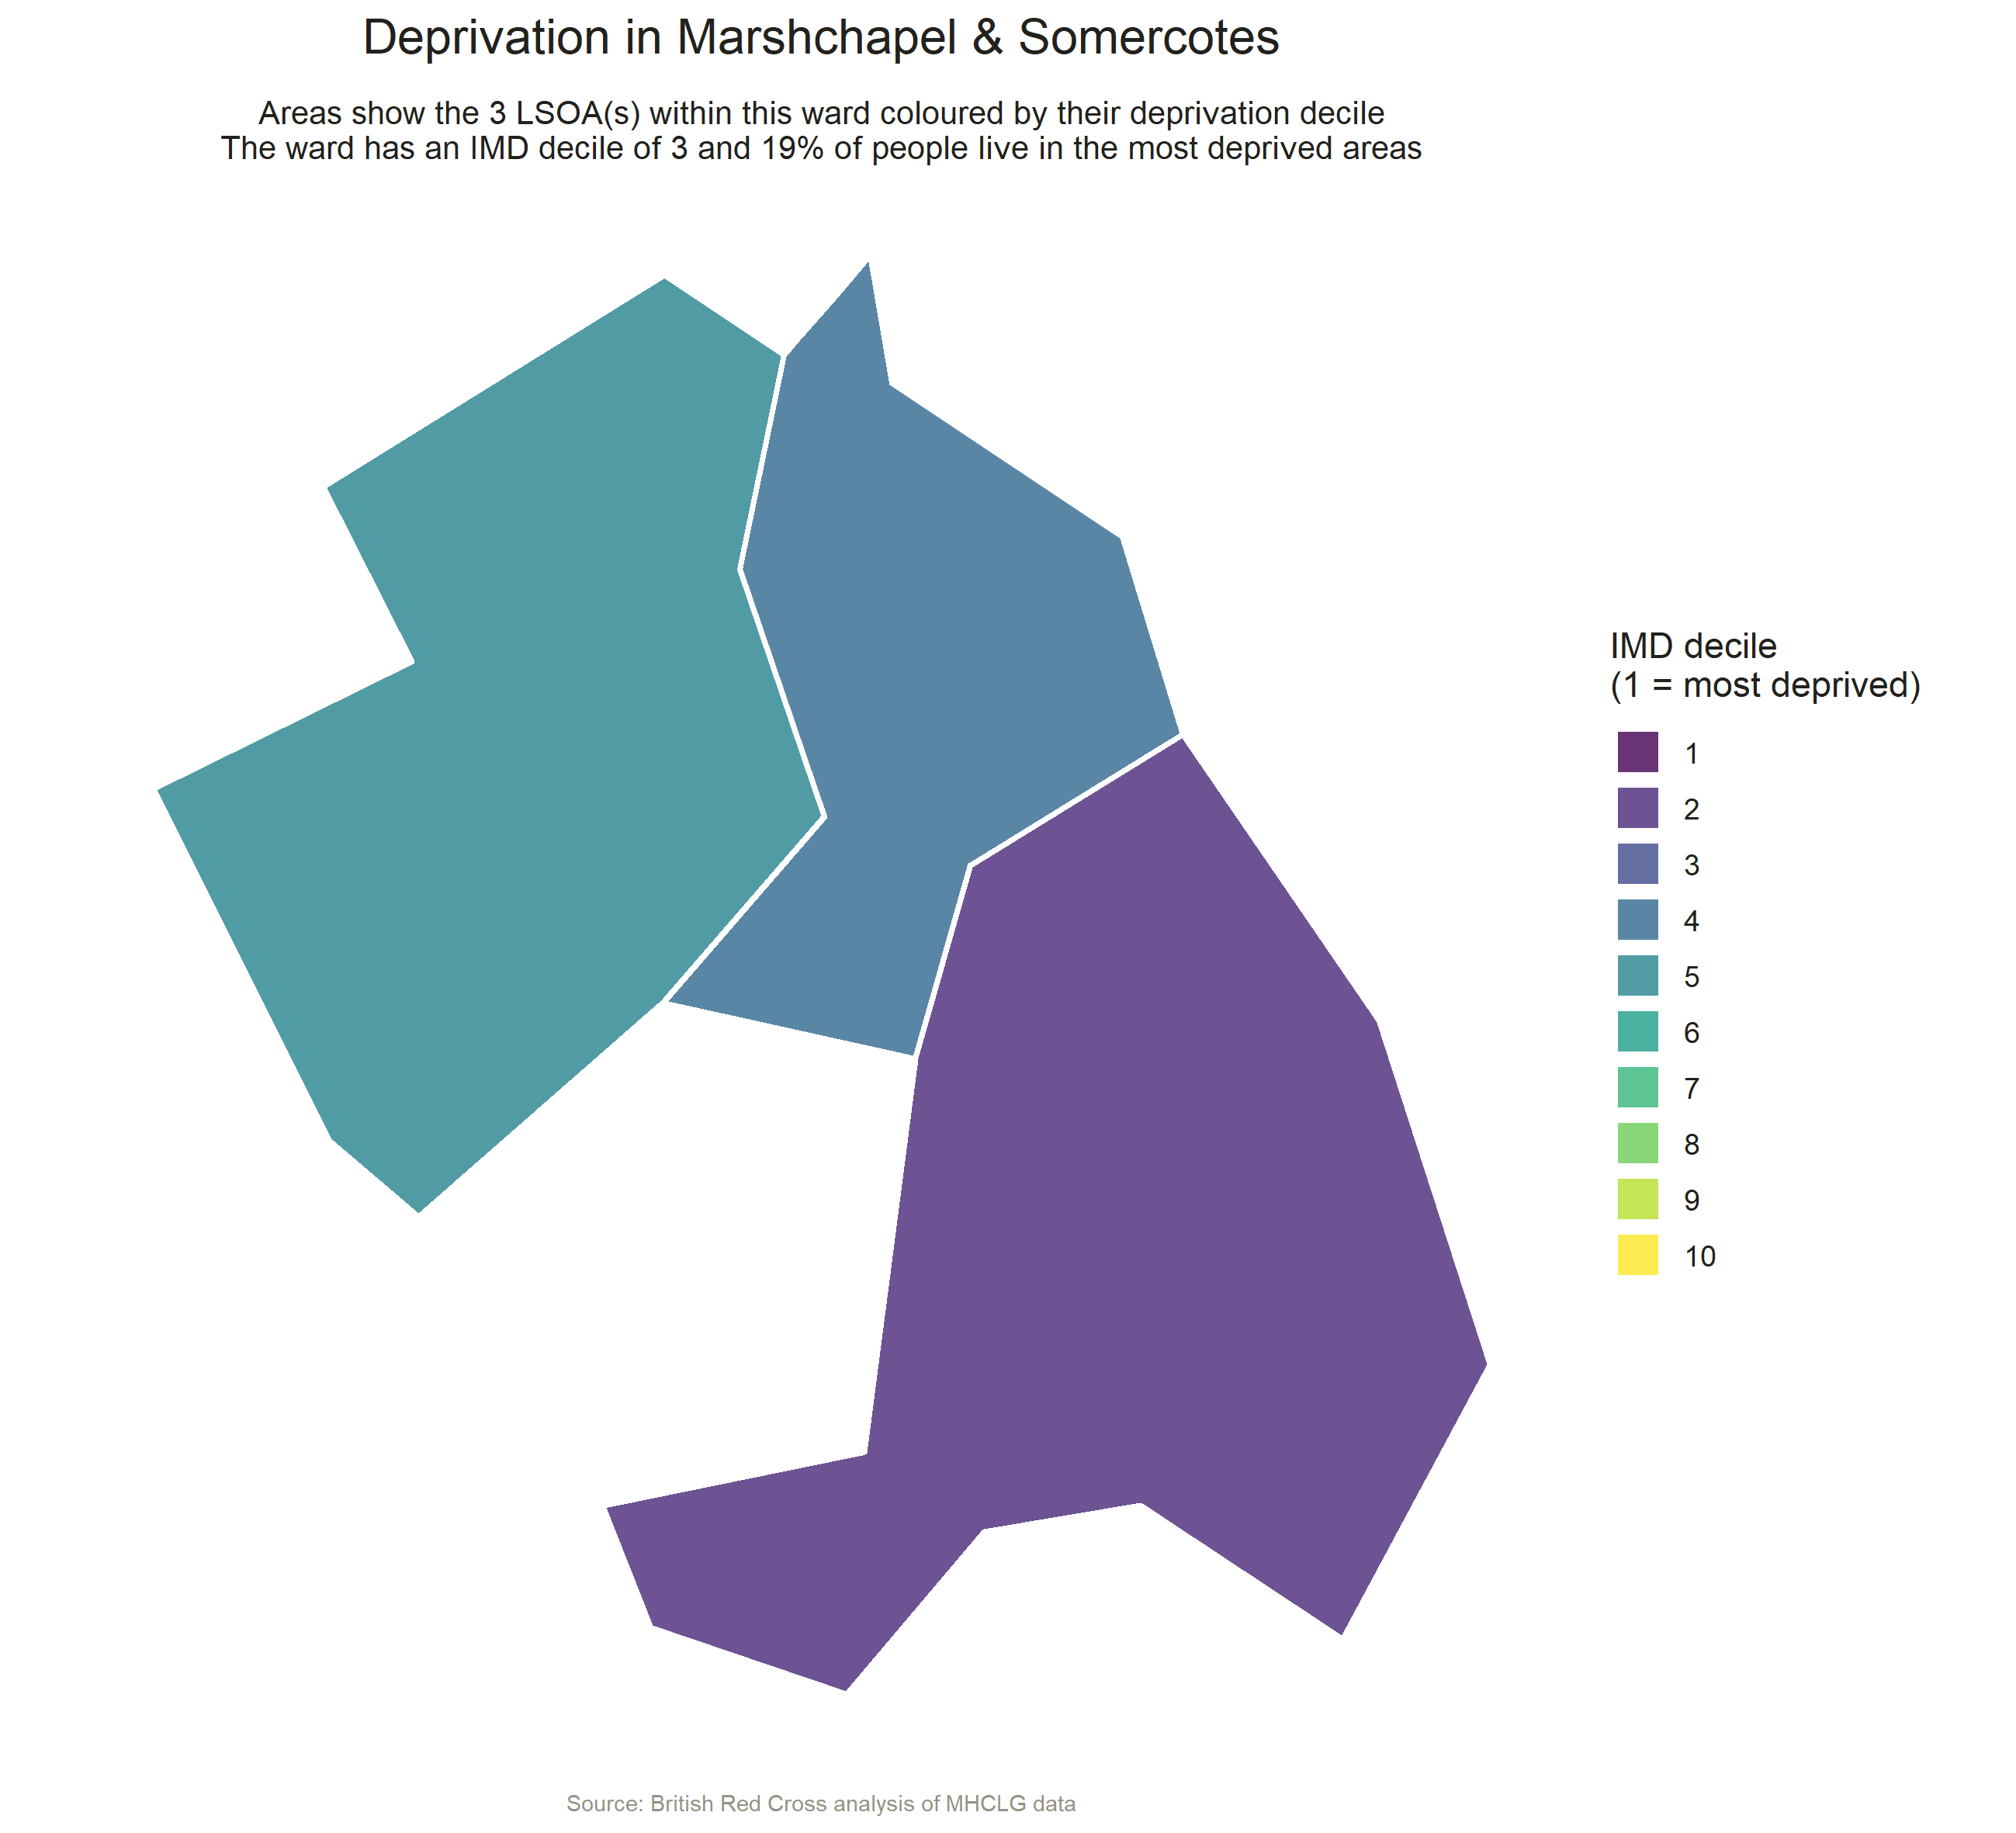 Deprivation in Marshchapel & Somercotes
Areas show the 3 LSOA(s) within this ward coloured by their deprivation decile
The ward has an IMD decile of 3 and 19% of people live in the most deprived areas
IMD decile
(1 = most deprived)
1
2
3
4
5
6
7
8
9
10
Source: British Red Cross analysis of MHCLG data